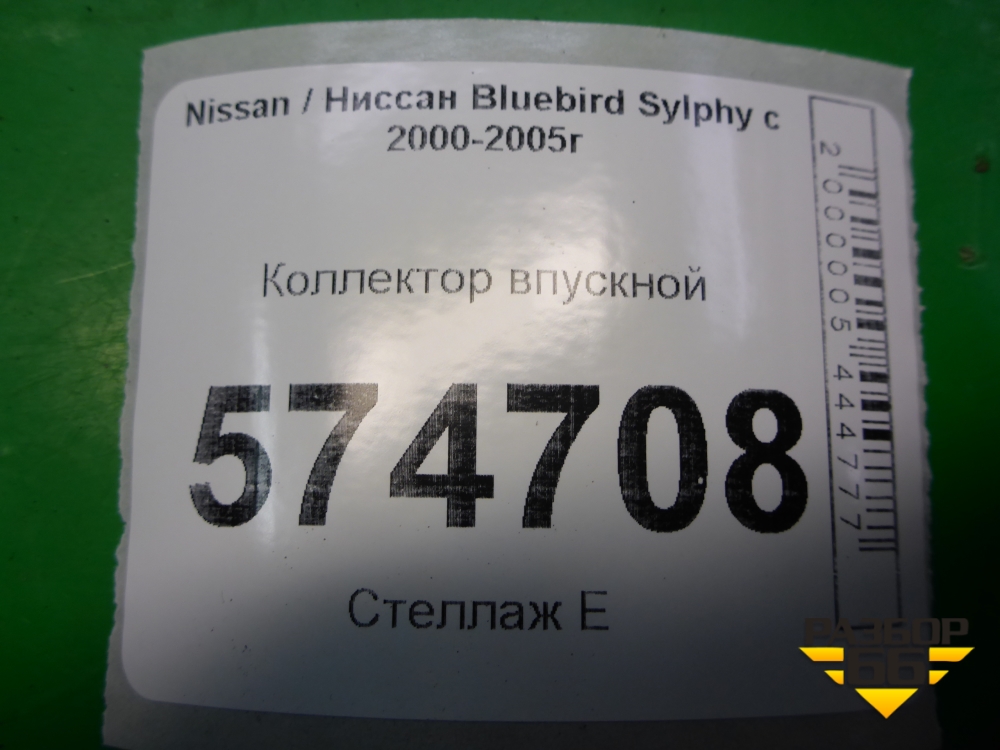 Nissan / Ниссан Bluebird Sylphy с
2000-2005г
Коллектор впускной
574708
Стеллаж Е
2000005444777
РАЗБОР
66